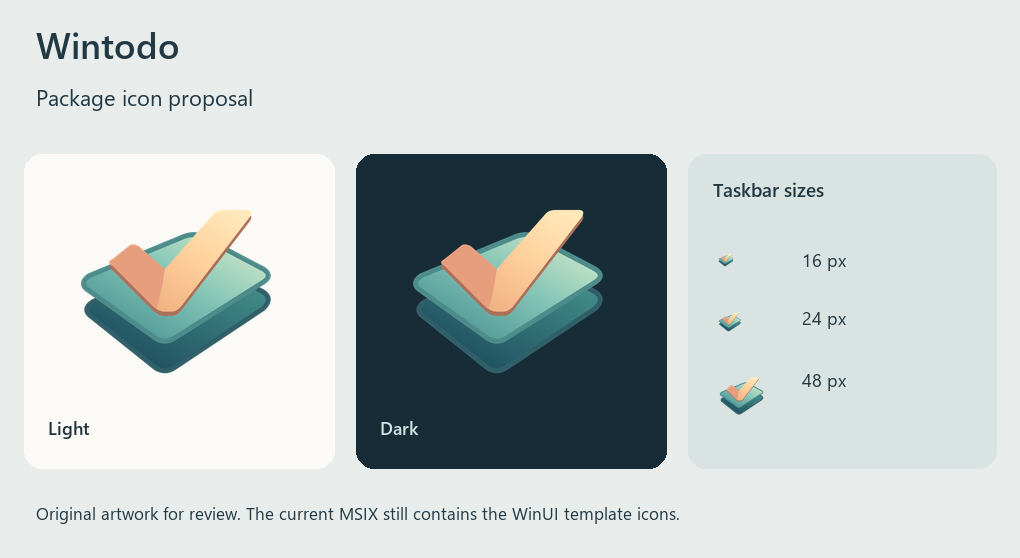 Wintodo
Package icon proposal
Light
Dark
Taskbar sizes
16 px
24 px
48 px
Original artwork for review. The current MSIX still contains the WinUI template icons.